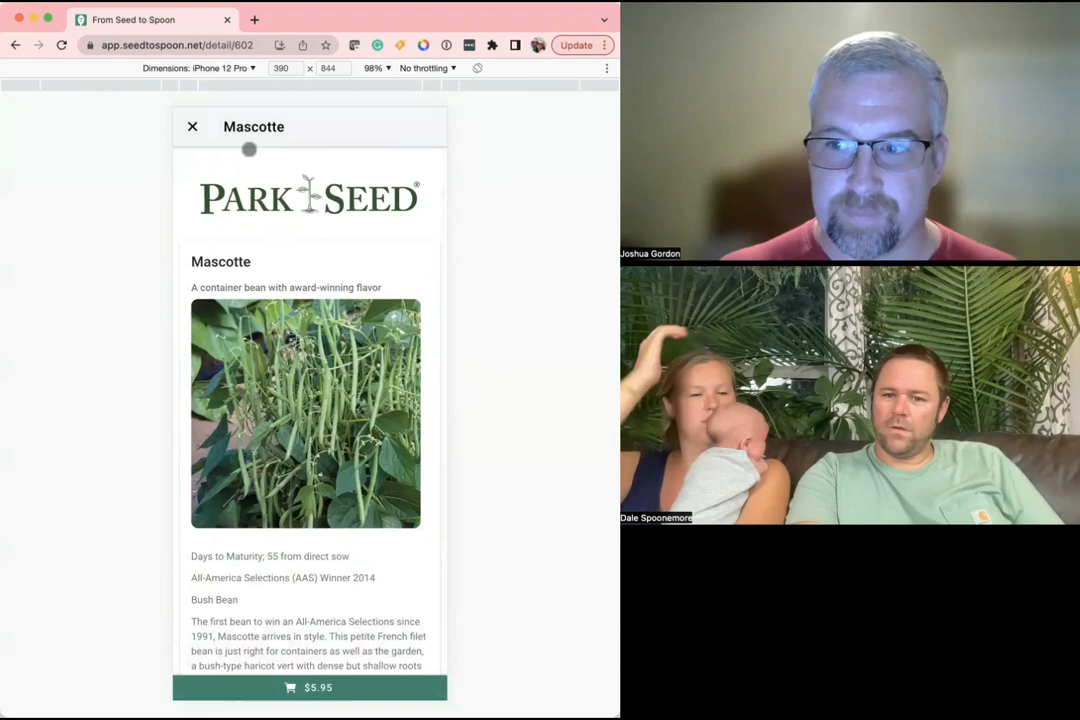 From Seed to Spoon
app.seedtospoon.net/detail/602
Update
Dimensions: iPhone 12 Pro
390 x 844
98%
No throttling
Mascotte
PARK SEED®
Mascotte
A container bean with award-winning flavor
Days to Maturity; 55 from direct sow
All-America Selections (AAS) Winner 2014
Bush Bean
The first bean to win an All-America Selections since
1991, Mascotte arrives in style. This petite French filet
bean is just right for containers as well as the garden,
a bush-type haricot vert with dense but shallow roots
$5.95
Joshua Gordon
Dale Spoonemore